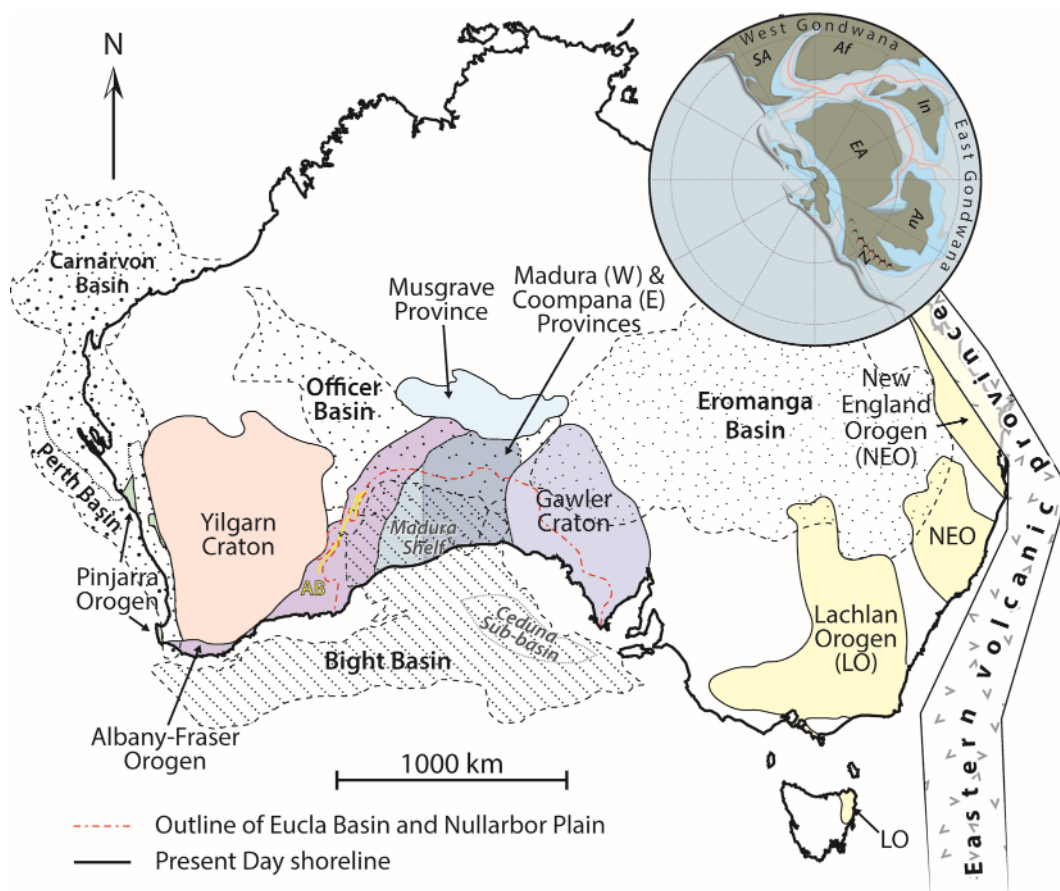 N
West Gondwana
SA
Af
In
EA
East Gondwana
Au
Z
Carnarvon
Basin
Musgrave
Province
Madura (W) &
Coompana (E)
Provinces
Officer
Basin
Eromanga
Basin
New
England
Orogen
(NEO)
Perth Basin
Yilgarn
Craton
Gawler
Craton
Madura
Shelf
NEO
Pinjarra
Orogen
AB
Lachlan
Orogen
(LO)
Ceduna
Sub-basin
Bight Basin
Albany-Fraser
Orogen
Eastern volcanic province
1000 km
Outline of Eucla Basin and Nullarbor Plain
Present Day shoreline
LO